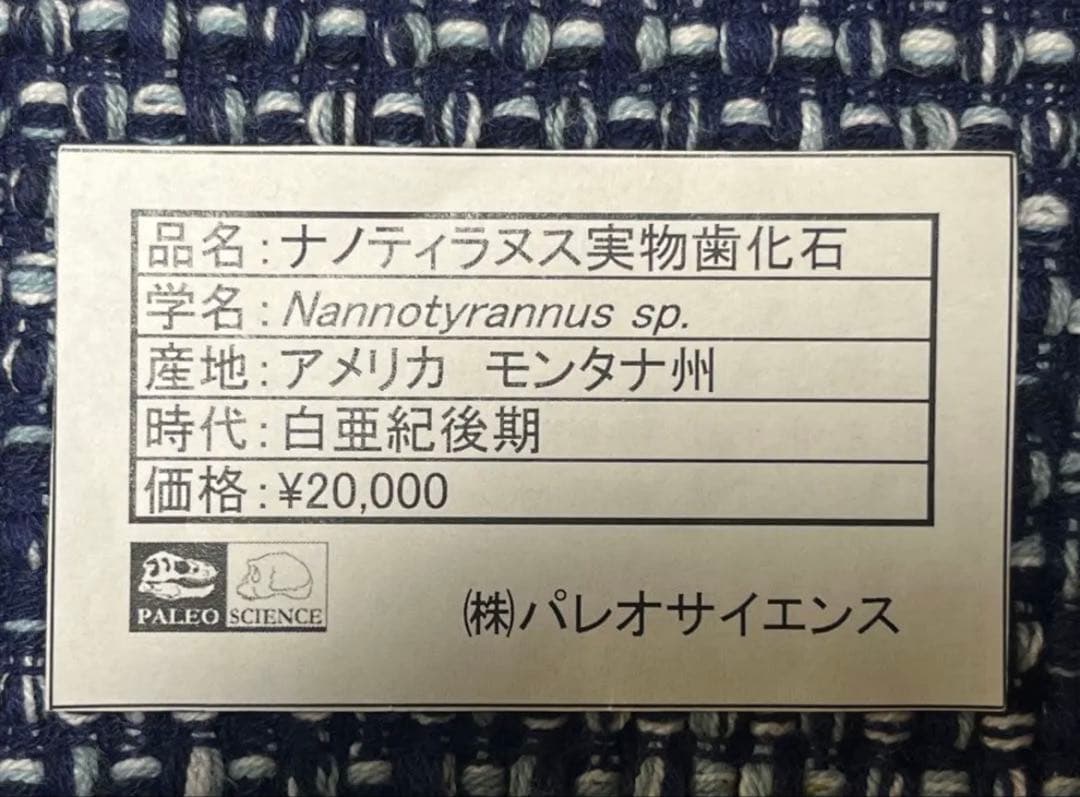 品名：ナノティラヌス実物歯化石
学名：Nannotyrannus sp.
産地：アメリカ　モンタナ州
時代：白亜紀後期
価格：¥20,000
PALEO SCIENCE
㈱パレオサイエンス